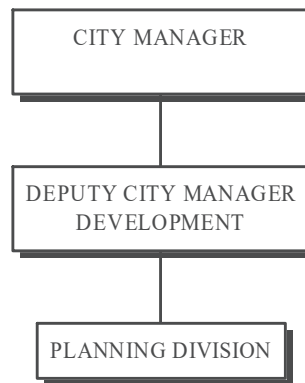 CITY MANAGER
DEPUTY CITY MANAGER
DEVELOPMENT
PLANNING DIVISION